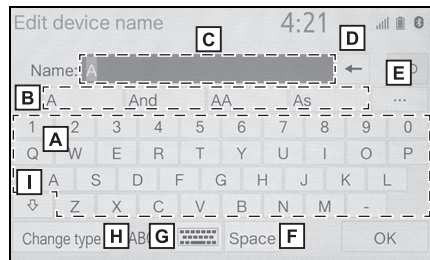 Edit device name 4:21
C D
Name: A ← E
B A And AA As ...
1 2 3 4 5 6 7 8 9 0
A
Q W E R T Y U I O P
I A S D F G H J K L
Z X C V B N M -
Change type H ABC G Space F OK